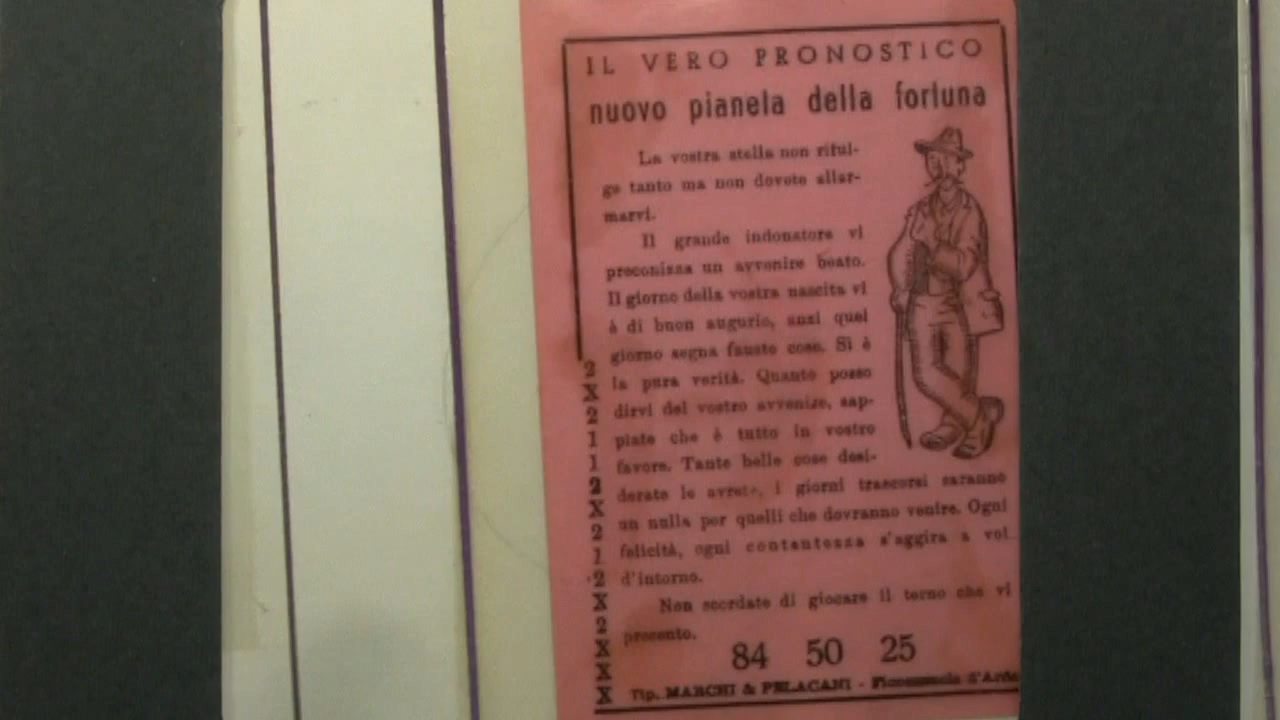 IL VERO PRONOSTICO
nuovo pianeta della fortuna
La vostra stella non riful-
ge tanto ma non dovete allar-
marvi.
Il grande indonatore vi
preconizza un avvenire beato.
Il giorno della vostra nascita vi
è di buon augurio, anzi quel
giorno segna fauste cose. Si è
la pura verità. Quanto posso
dirvi del vostro avvenire, sap-
piate che è tutto in vostro
favore. Tante belle cose desi-
derate le avrete, i giorni trascorsi saranno
un nulla per quelli che dovranno venire. Ogni
felicità, ogni contentezza s'aggira a voi
d'intorno.
Non scordate di giocare il terno che vi
presento.
84 50 25
Tip. MARCHI & PELACANI - Fiorenzuola d'Arda
2
X
2
1
1
2
X
2
1
2
X
2
X
X
X